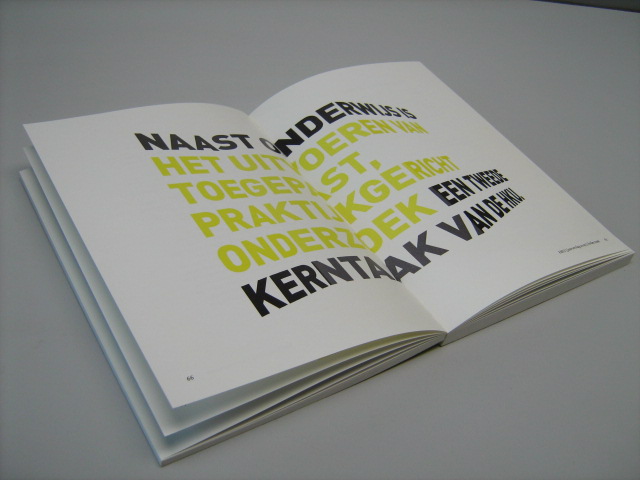 NAAST ONDERWIJS IS
HET UITVOEREN VAN
TOEGEPAST,
PRAKTIJKGERICHT
ONDERZOEK EEN TWEEDE
KERNTAAK VAN DE HKU.
66